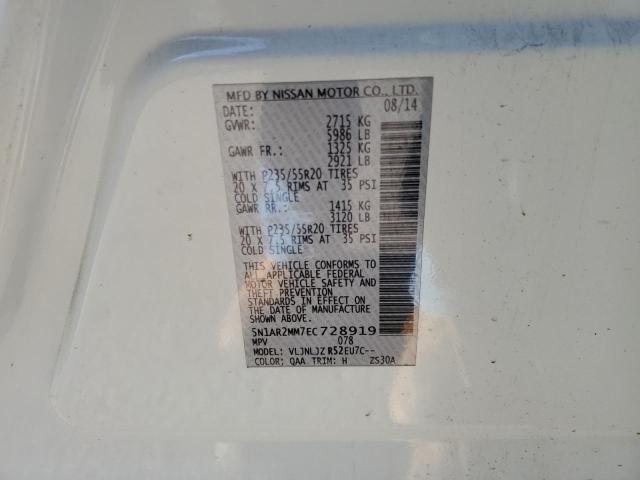 MFD BY NISSAN MOTOR CO., LTD.
DATE: 08/14
GVWR: 2715 KG
5986 LB
GAWR FR.: 1325 KG
2921 LB
WITH P235/55R20 TIRES
20 X 7.5 RIMS AT 35 PSI
COLD SINGLE
GAWR RR.: 1415 KG
3120 LB
WITH P235/55R20 TIRES
20 X 7.5 RIMS AT 35 PSI
COLD SINGLE
THIS VEHICLE CONFORMS TO
ALL APPLICABLE FEDERAL
MOTOR VEHICLE SAFETY AND
THEFT PREVENTION
STANDARDS IN EFFECT ON
THE DATE OF MANUFACTURE
SHOWN ABOVE.
5N1AR2MM7EC728919
MPV 078
MODEL: VLJNLJZ R52EU7C--
COLOR: QAA TRIM: H ZS30A